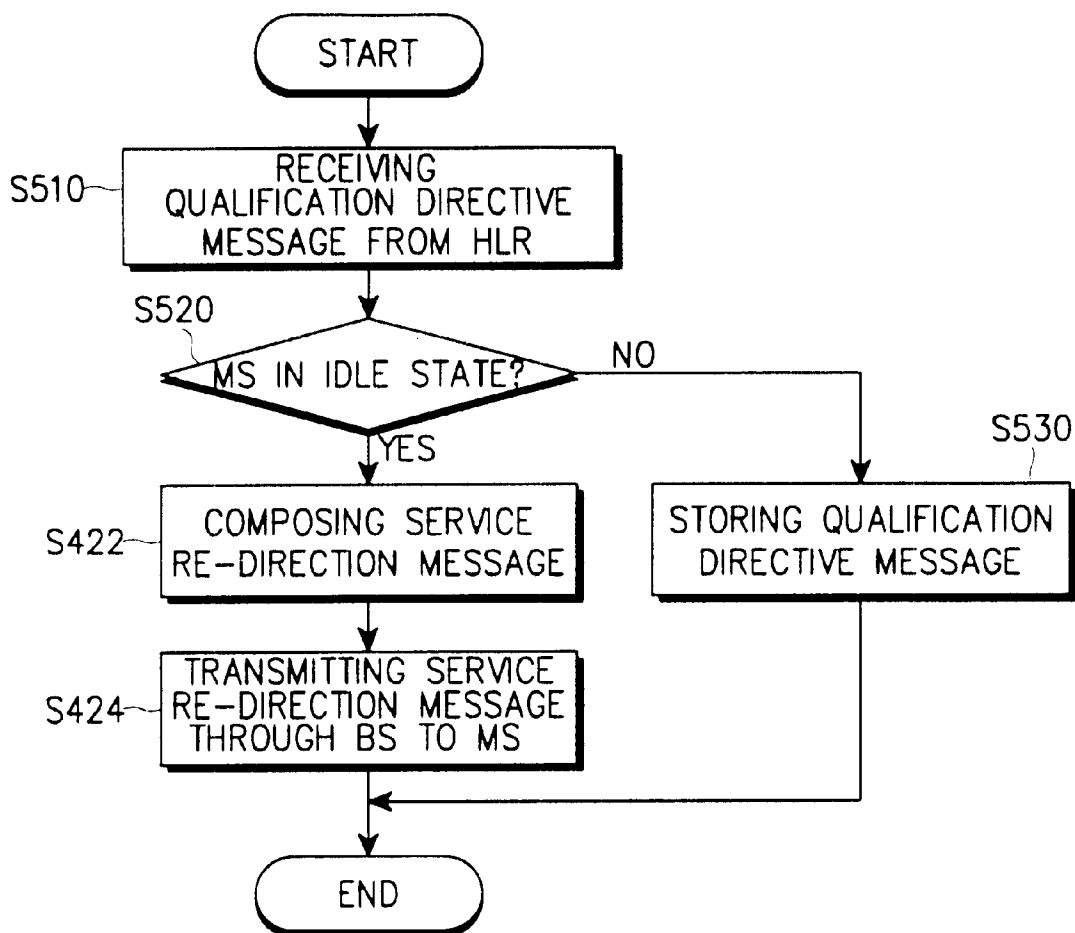 START
S510
RECEIVING
QUALIFICATION DIRECTIVE
MESSAGE FROM HLR
S520
MS IN IDLE STATE?
NO
YES
S530
S422
COMPOSING SERVICE
RE-DIRECTION MESSAGE
STORING QUALIFICATION
DIRECTIVE MESSAGE
S424
TRANSMITTING SERVICE
RE-DIRECTION MESSAGE
THROUGH BS TO MS
END